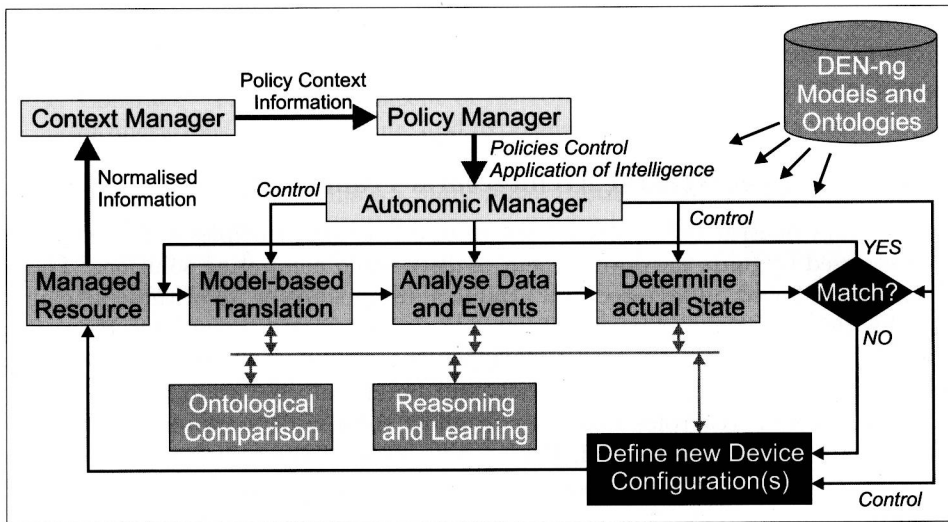 Policy Context
Information
DEN-ng
Models and
Ontologies
Context Manager
Policy Manager
Normalised
Information
Policies Control
Application of Intelligence
Control
Autonomic Manager
Control
YES
Managed
Resource
Model-based
Translation
Analyse Data
and Events
Determine
actual State
Match?
NO
Ontological
Comparison
Reasoning
and Learning
Define new Device
Configuration(s)
Control